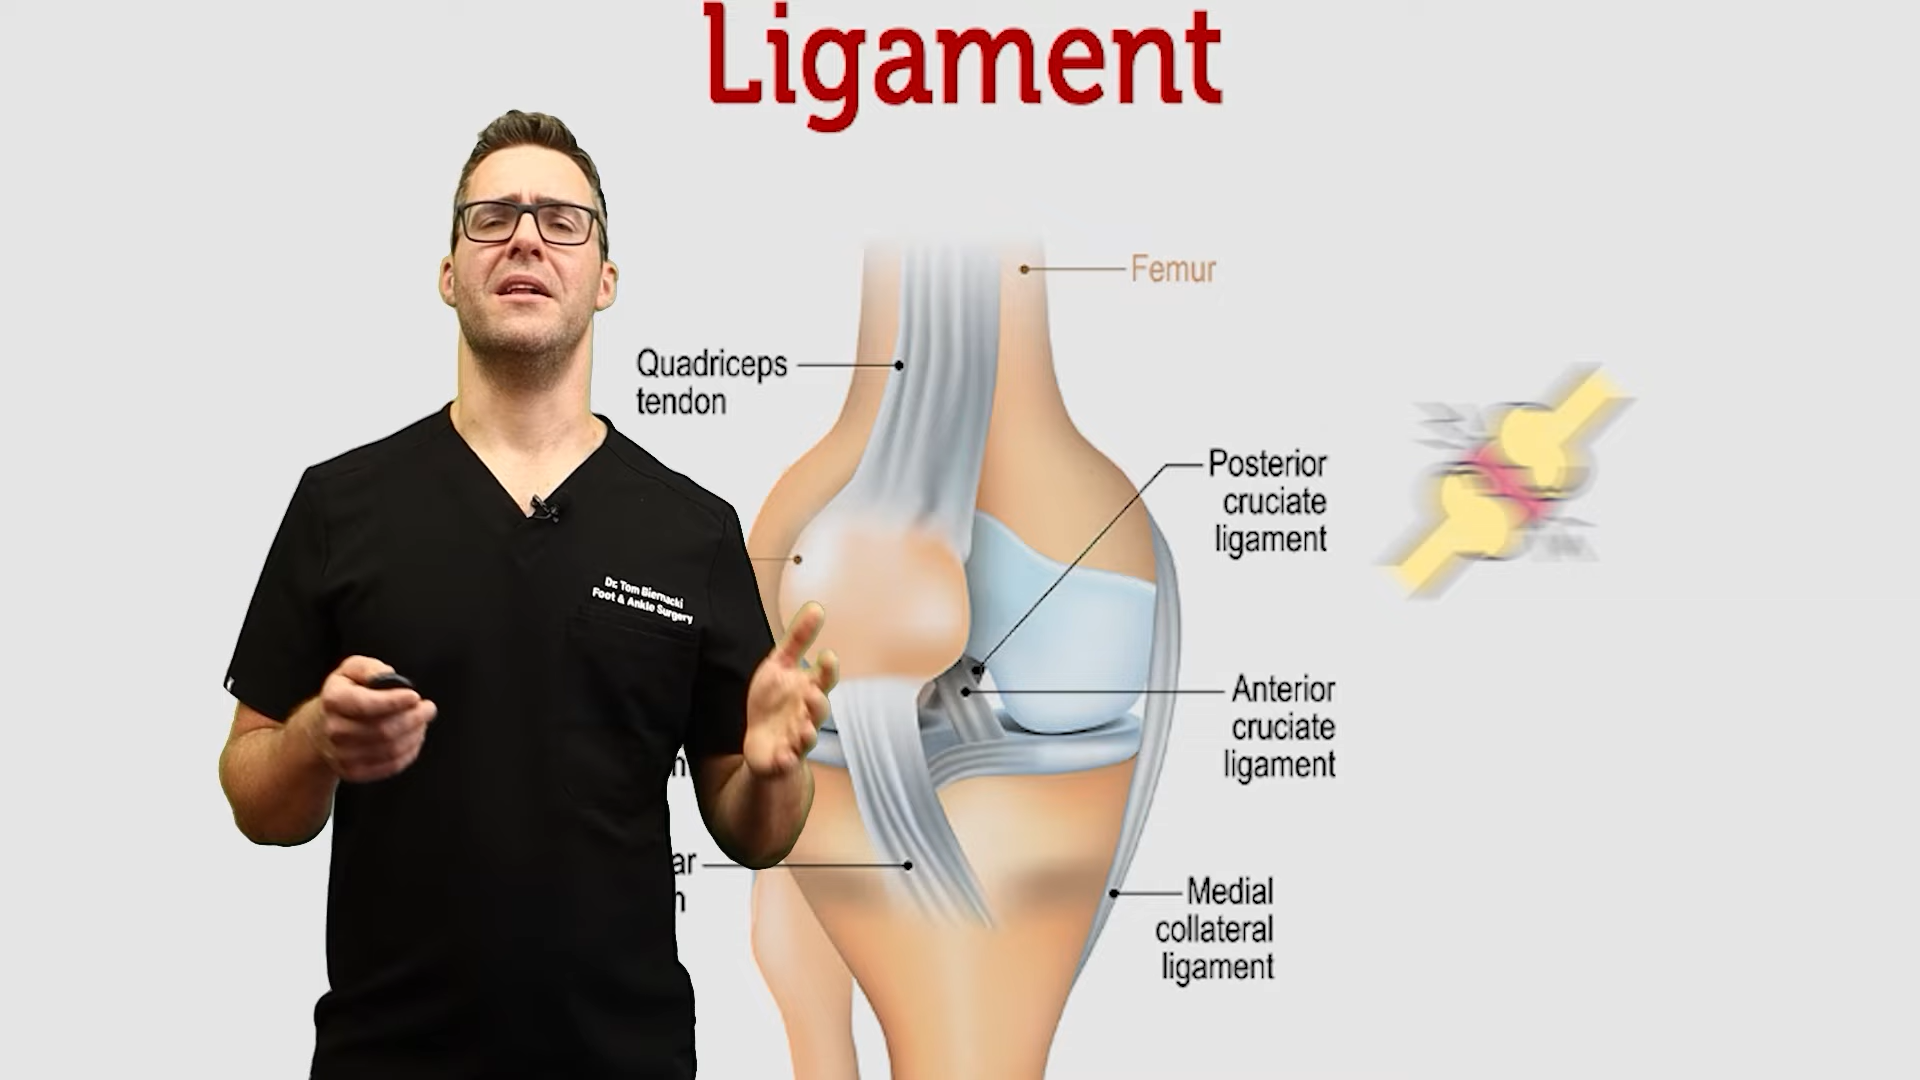 Ligament
Femur
Quadriceps
tendon
Posterior
cruciate
ligament
Dr. Tom Biernacki
Foot & Ankle Surgery
Anterior
cruciate
ligament
Medial
collateral
ligament